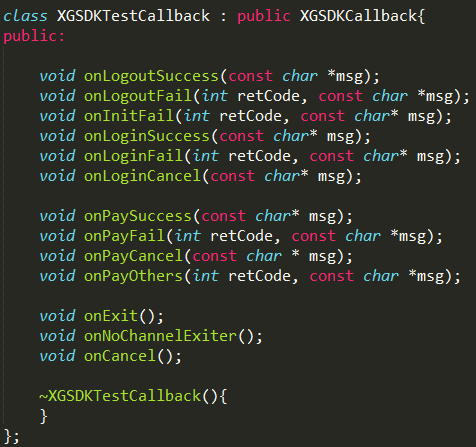 class XGSDKTestCallback : public XGSDKCallback{
public:
void onLogoutSuccess(const char *msg);
void onLogoutFail(int retCode, const char *msg);
void onInitFail(int retCode, const char* msg);
void onLoginSuccess(const char* msg);
void onLoginFail(int retCode, const char* msg);
void onLoginCancel(const char* msg);
void onPaySuccess(const char* msg);
void onPayFail(int retCode, const char *msg);
void onPayCancel(const char * msg);
void onPayOthers(int retCode, const char *msg);
void onExit();
void onNoChannelExiter();
void onCancel();
~XGSDKTestCallback(){
}
};